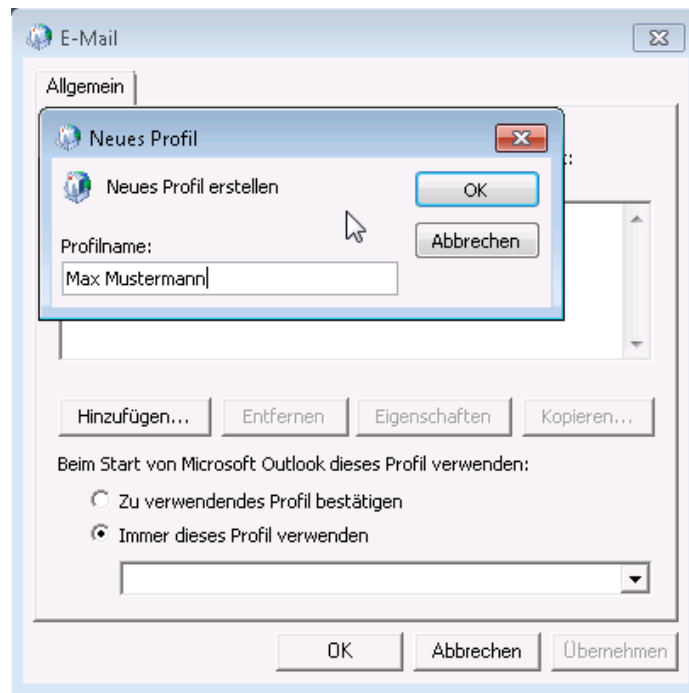 E-Mail
Allgemein
Neues Profil
:
Neues Profil erstellen
OK
Profilname:
Abbrechen
Max Mustermann
Hinzufügen... Entfernen Eigenschaften Kopieren...
Beim Start von Microsoft Outlook dieses Profil verwenden:
Zu verwendendes Profil bestätigen
Immer dieses Profil verwenden
OK Abbrechen Übernehmen